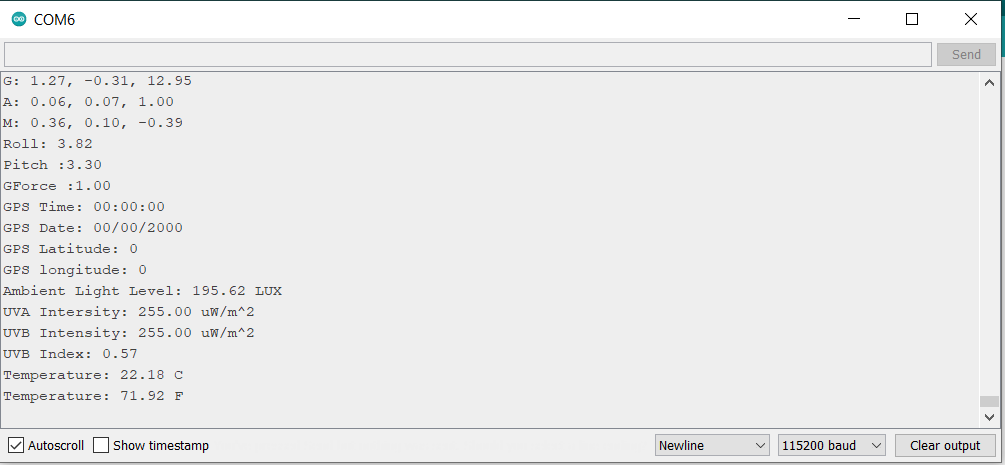 COM6
Send
G: 1.27, -0.31, 12.95
A: 0.06, 0.07, 1.00
M: 0.36, 0.10, -0.39
Roll: 3.82
Pitch :3.30
GForce :1.00
GPS Time: 00:00:00
GPS Date: 00/00/2000
GPS Latitude: 0
GPS longitude: 0
Ambient Light Level: 195.62 LUX
UVA Intersity: 255.00 uW/m^2
UVB Intensity: 255.00 uW/m^2
UVB Index: 0.57
Temperature: 22.18 C
Temperature: 71.92 F
Autoscroll Show timestamp Newline 115200 baud Clear output